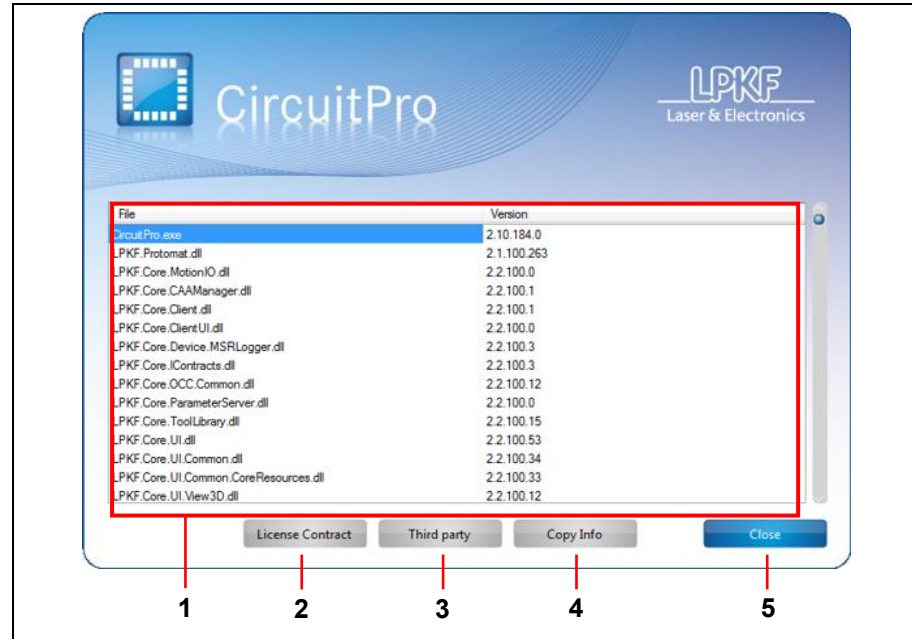 CircuitPro
LPKF
Laser & Electronics
File Version
CircuitPro.exe 2.10.184.0
LPKF.Protomat.dll 2.1.100.263
LPKF.Core.MotionIO.dll 2.2.100.0
LPKF.Core.CAAManager.dll 2.2.100.1
LPKF.Core.Client.dll 2.2.100.1
LPKF.Core.ClientUI.dll 2.2.100.0
LPKF.Core.Device.MSRLogger.dll 2.2.100.3
LPKF.Core.IContracts.dll 2.2.100.3
LPKF.Core.OCC.Common.dll 2.2.100.12
LPKF.Core.ParameterServer.dll 2.2.100.0
LPKF.Core.ToolLibrary.dll 2.2.100.15
LPKF.Core.UI.dll 2.2.100.53
LPKF.Core.UI.Common.dll 2.2.100.34
LPKF.Core.UI.Common.CoreResources.dll 2.2.100.33
LPKF.Core.UI.View3D.dll 2.2.100.12
License Contract Third party Copy Info Close
1 2 3 4 5